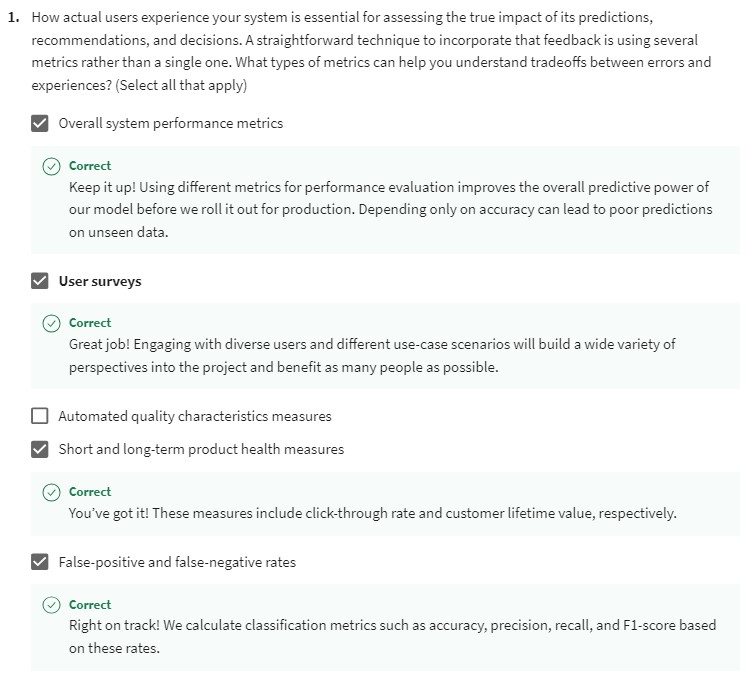 1. How actual users experience your system is essential for assessing the true impact of its predictions,
recommendations, and decisions. A straightforward technique to incorporate that feedback is using several
metrics rather than a single one. What types of metrics can help you understand tradeoffs between errors and
experiences? (Select all that apply)
Overall system performance metrics
Correct
Keep it up! Using different metrics for performance evaluation improves the overall predictive power of
our model before we roll it out for production. Depending only on accuracy can lead to poor predictions
on unseen data.
User surveys
Correct
Great job! Engaging with diverse users and different use-case scenarios will build a wide variety of
perspectives into the project and benefit as many people as possible.
Automated quality characteristics measures
Short and long-term product health measures
Correct
You've got it! These measures include click-through rate and customer lifetime value, respectively.
False-positive and false-negative rates
Correct
Right on track! We calculate classification metrics such as accuracy, precision, recall, and F1-score based
on these rates.